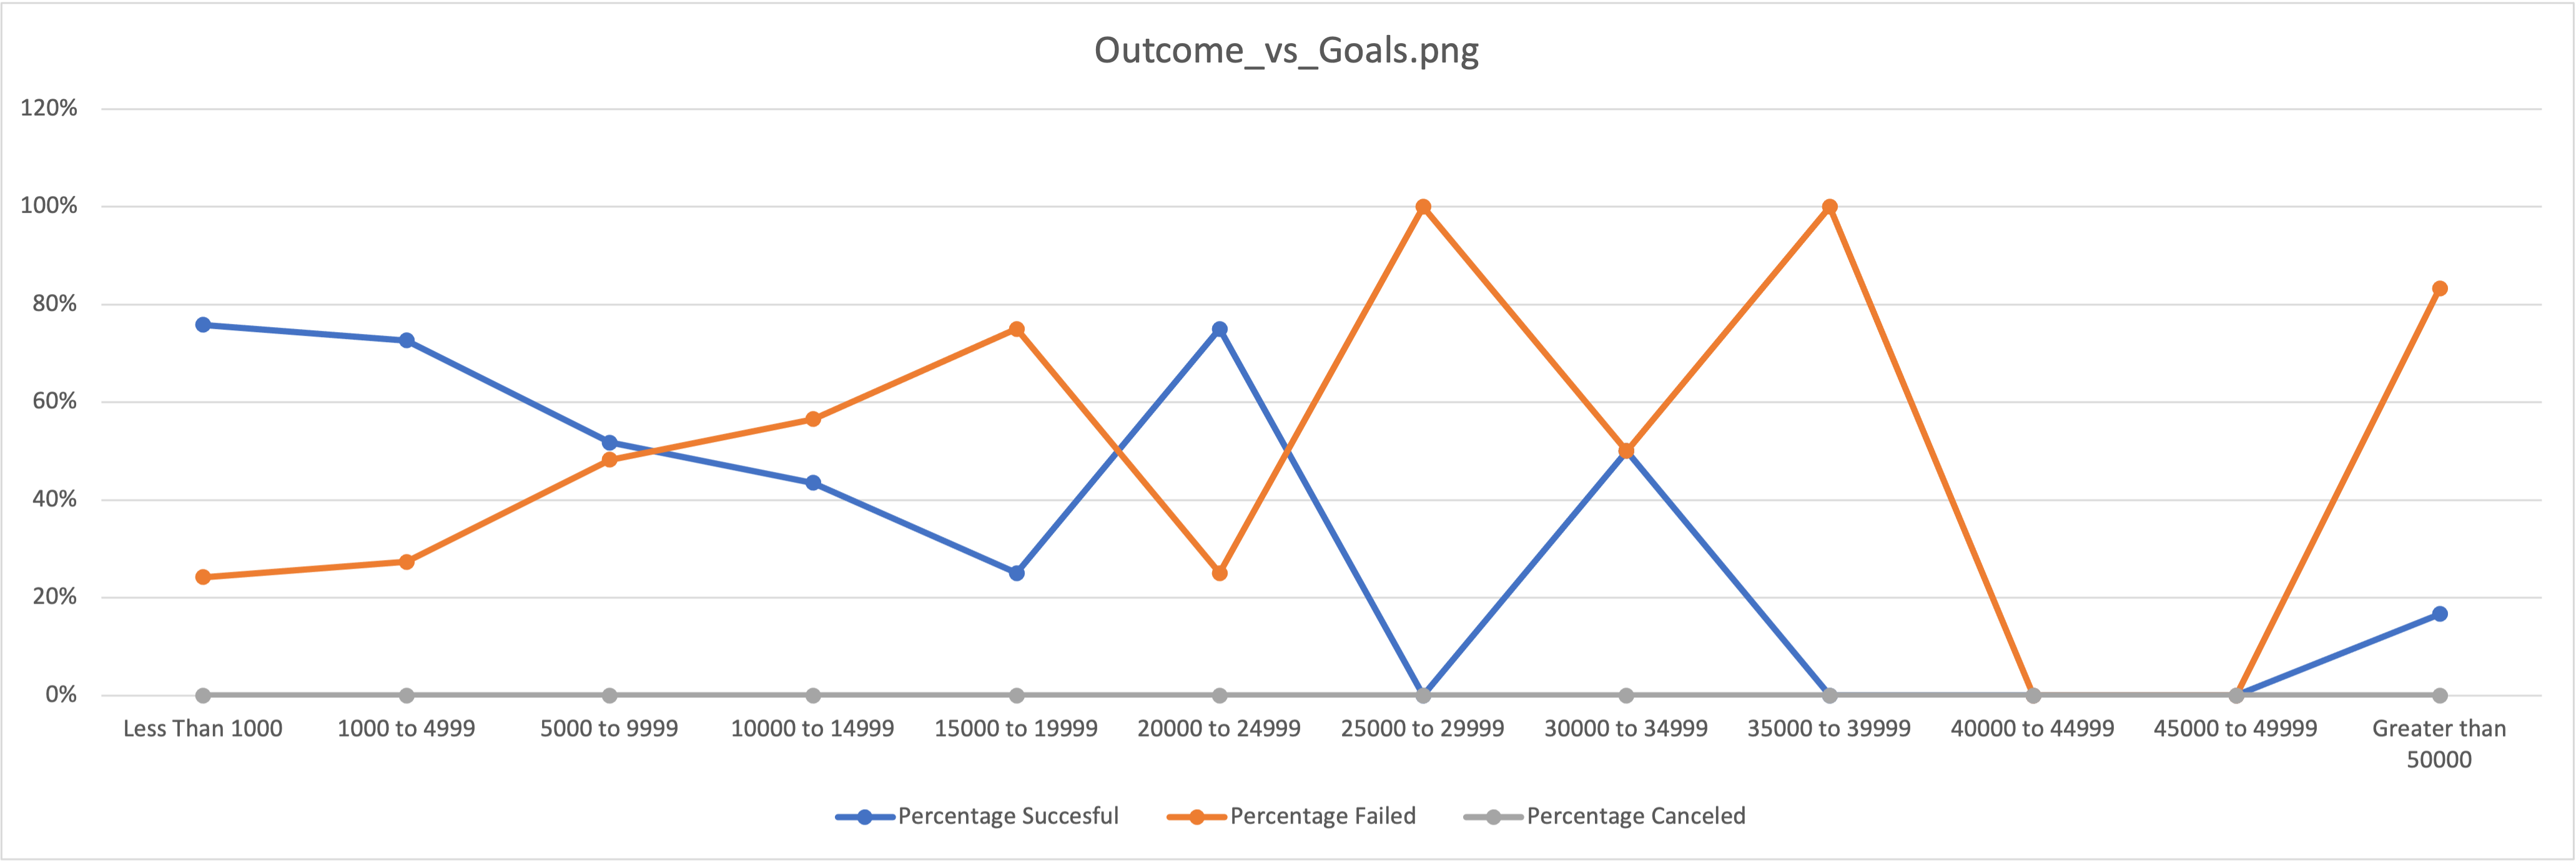 Outcome_vs_Goals.png
120%
100%
80%
60%
40%
20%
0%
Less Than 1000
1000 to 4999
5000 to 9999
10000 to 14999
15000 to 19999
20000 to 24999
25000 to 29999
30000 to 34999
35000 to 39999
40000 to 44999
45000 to 49999
Greater than
50000
Percentage Succesful
Percentage Failed
Percentage Canceled